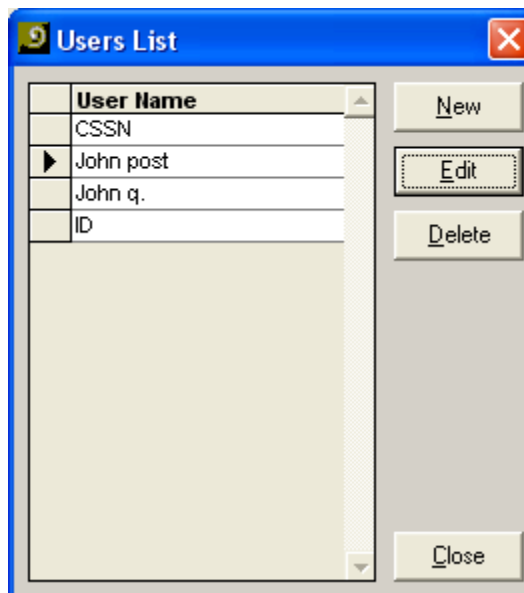 Users List
User Name
CSSN
John post
John q.
ID
New
Edit
Delete
Close